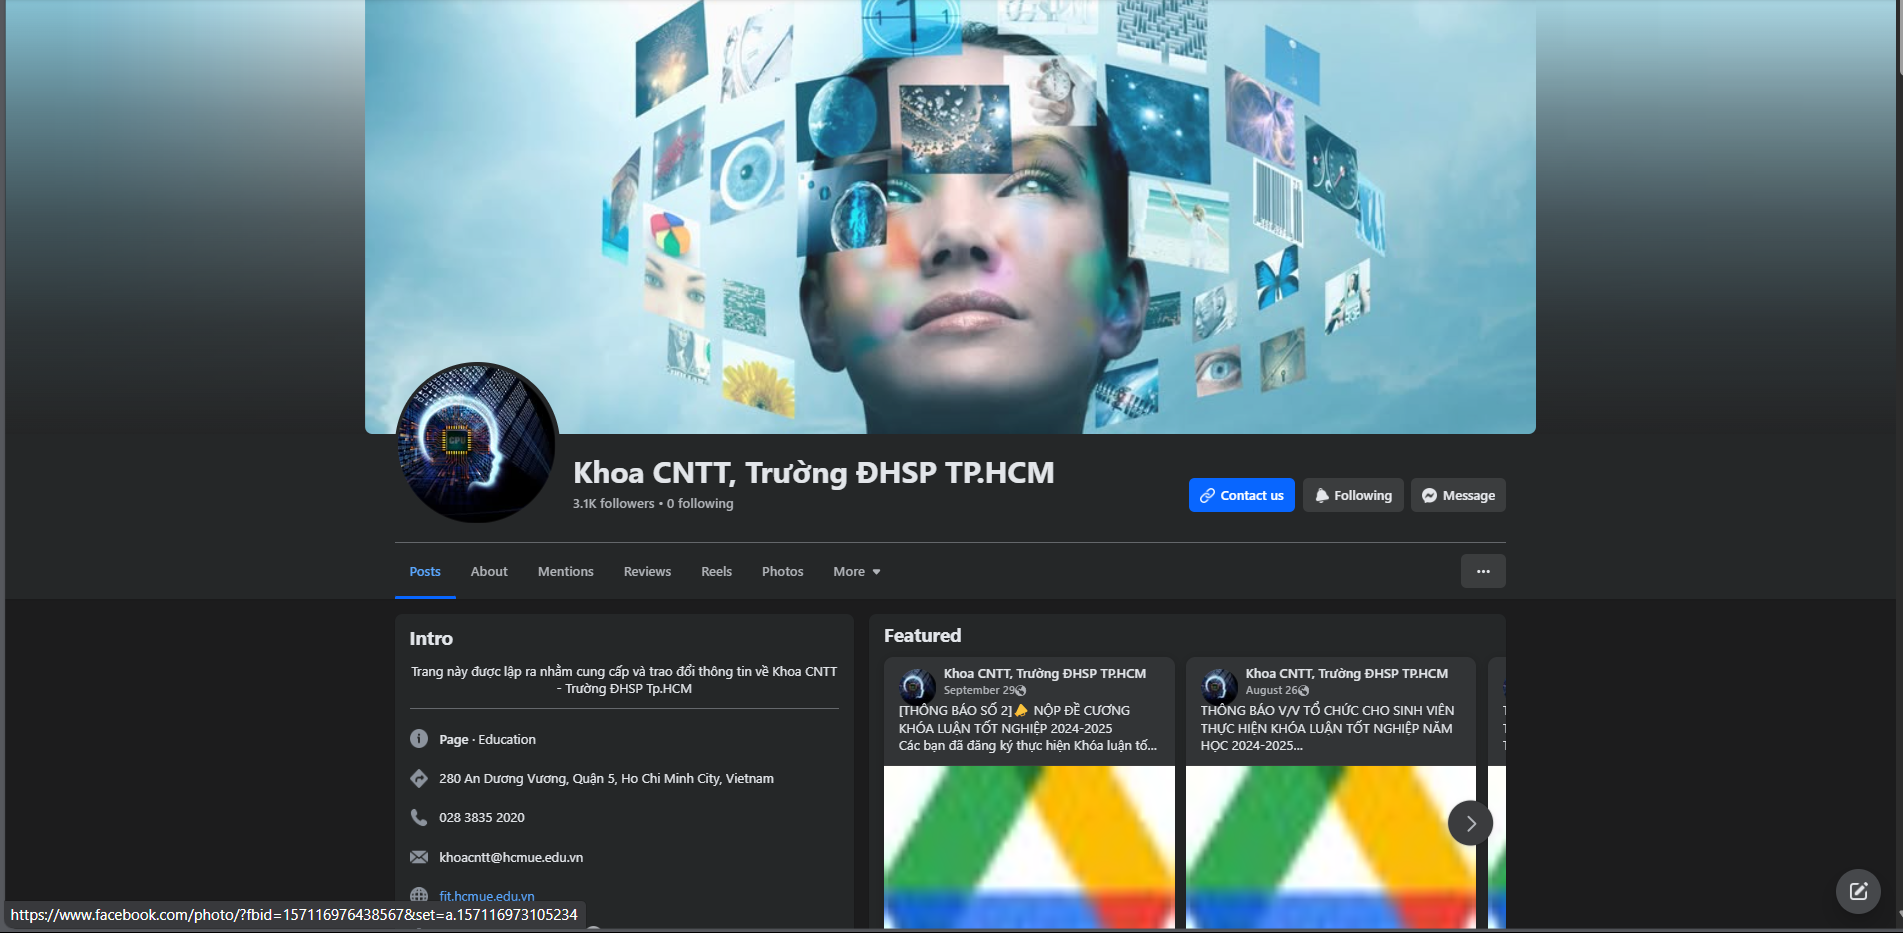 CPU
Khoa CNTT, Trường ĐHSP TP.HCM
3.1K followers • 0 following
Contact us
Following
Message
Posts
About
Mentions
Reviews
Reels
Photos
More
Intro
Trang này được lập ra nhằm cung cấp và trao đổi thông tin về Khoa CNTT
- Trường ĐHSP Tp.HCM
Page · Education
280 An Dương Vương, Quận 5, Ho Chi Minh City, Vietnam
028 3835 2020
khoacntt@hcmue.edu.vn
fit.hcmue.edu.vn
Featured
Khoa CNTT, Trường ĐHSP TP.HCM
September 29
[THÔNG BÁO SỐ 2]📣 NỘP ĐỀ CƯƠNG
KHÓA LUẬN TỐT NGHIỆP 2024-2025
Các bạn đã đăng ký thực hiện Khóa luận tố...
Khoa CNTT, Trường ĐHSP TP.HCM
August 26
THÔNG BÁO V/V TỔ CHỨC CHO SINH VIÊN
THỰC HIỆN KHÓA LUẬN TỐT NGHIỆP NĂM
HỌC 2024-2025...
https://www.facebook.com/photo/?fbid=157116976438567&set=a.157116973105234